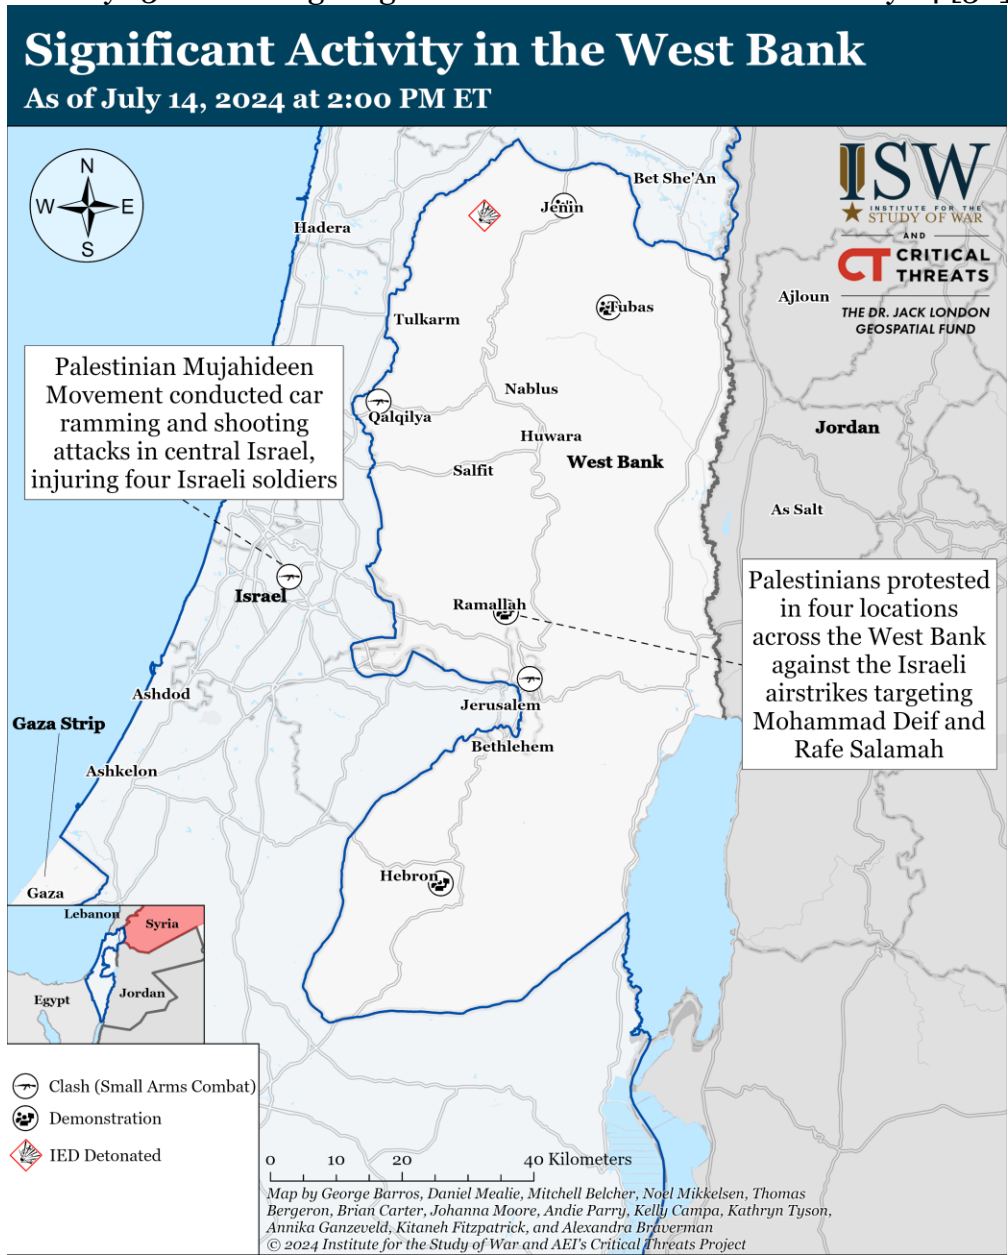 Significant Activity in the West Bank
As of July 14, 2024 at 2:00 PM ET
N
W E
S
ISW
INSTITUTE FOR THE
STUDY OF WAR
AND
CT CRITICAL
THREATS
THE DR. JACK LONDON
GEOSPATIAL FUND
Bet She'An
Jenin
Hadera
Ajloun
Tubas
Tulkarm
Palestinian Mujahideen
Movement conducted car
ramming and shooting
attacks in central Israel,
injuring four Israeli soldiers
Nablus
Qalqilya
Jordan
Huwara
West Bank
Salfit
As Salt
Israel
Ramallah
Palestinians protested
in four locations
across the West Bank
against the Israeli
airstrikes targeting
Mohammad Deif and
Rafe Salamah
Ashdod
Jerusalem
Gaza Strip
Bethlehem
Ashkelon
Hebron
Gaza
Lebanon
Syria
Egypt
Jordan
Clash (Small Arms Combat)
Demonstration
IED Detonated
0 10 20 40 Kilometers
Map by George Barros, Daniel Mealie, Mitchell Belcher, Noel Mikkelsen, Thomas
Bergeron, Brian Carter, Johanna Moore, Andie Parry, Kelly Campa, Kathryn Tyson,
Annika Ganzeveld, Kitaneh Fitzpatrick, and Alexandra Braverman
© 2024 Institute for the Study of War and AEI's Critical Threats Project